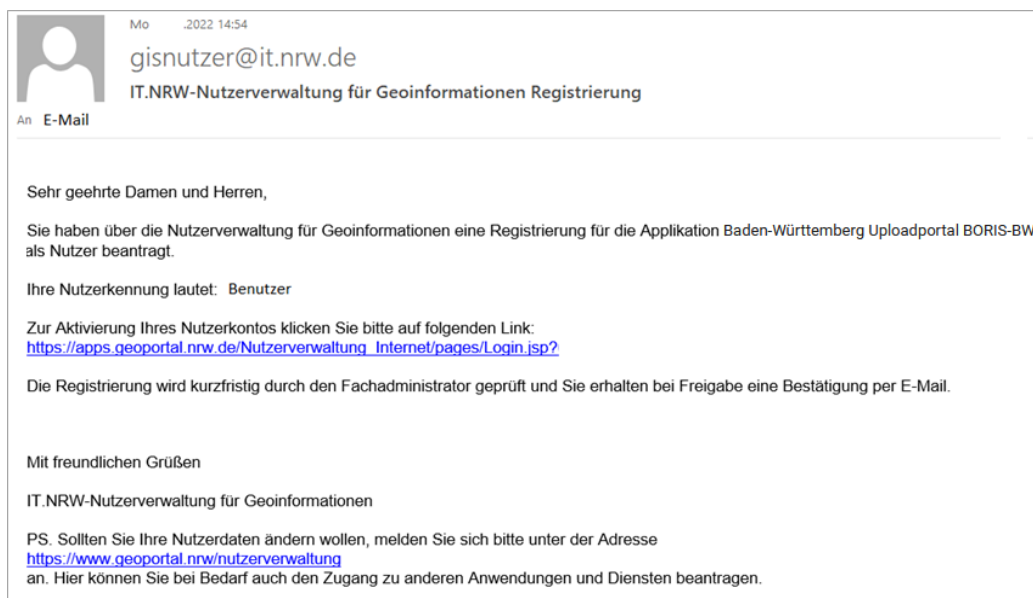 Mo .2022 14:54
gisnutzer@it.nrw.de
IT.NRW-Nutzerverwaltung für Geoinformationen Registrierung
An E-Mail
Sehr geehrte Damen und Herren,
Sie haben über die Nutzerverwaltung für Geoinformationen eine Registrierung für die Applikation Baden-Württemberg Uploadportal BORIS-BW
als Nutzer beantragt.
Ihre Nutzerkennung lautet: Benutzer
Zur Aktivierung Ihres Nutzerkontos klicken Sie bitte auf folgenden Link:
https://apps.geoportal.nrw.de/Nutzerverwaltung_Internet/pages/Login.jsp?
Die Registrierung wird kurzfristig durch den Fachadministrator geprüft und Sie erhalten bei Freigabe eine Bestätigung per E-Mail.
Mit freundlichen Grüßen
IT.NRW-Nutzerverwaltung für Geoinformationen
PS. Sollten Sie Ihre Nutzerdaten ändern wollen, melden Sie sich bitte unter der Adresse
https://www.geoportal.nrw/nutzerverwaltung
an. Hier können Sie bei Bedarf auch den Zugang zu anderen Anwendungen und Diensten beantragen.